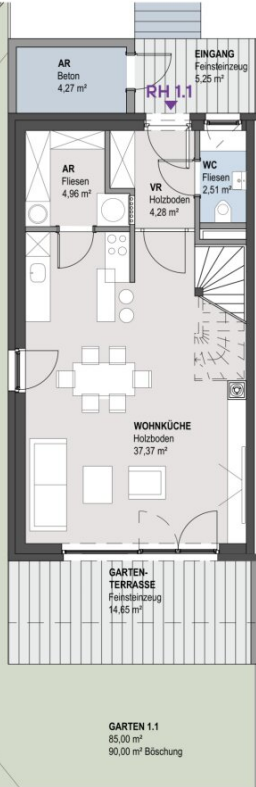 EINGANG
Feinsteinzeug
5,25 m²
AR
Beton
4,27 m²
RH 1.1
AR
Fliesen
4,96 m²
WC
Fliesen
2,51 m²
VR
Holzboden
4,28 m²
WOHNKÜCHE
Holzboden
37,37 m²
GARTEN-
TERRASSE
Feinsteinzeug
14,65 m²
GARTEN 1.1
85,00 m²
90,00 m² Böschung